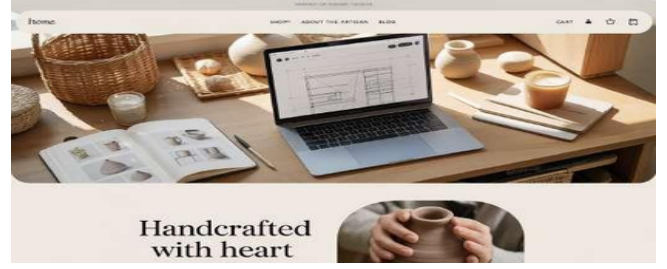 home.
SHOP ABOUT THE ARTISAN BLOG
CART
Handcrafted
with heart